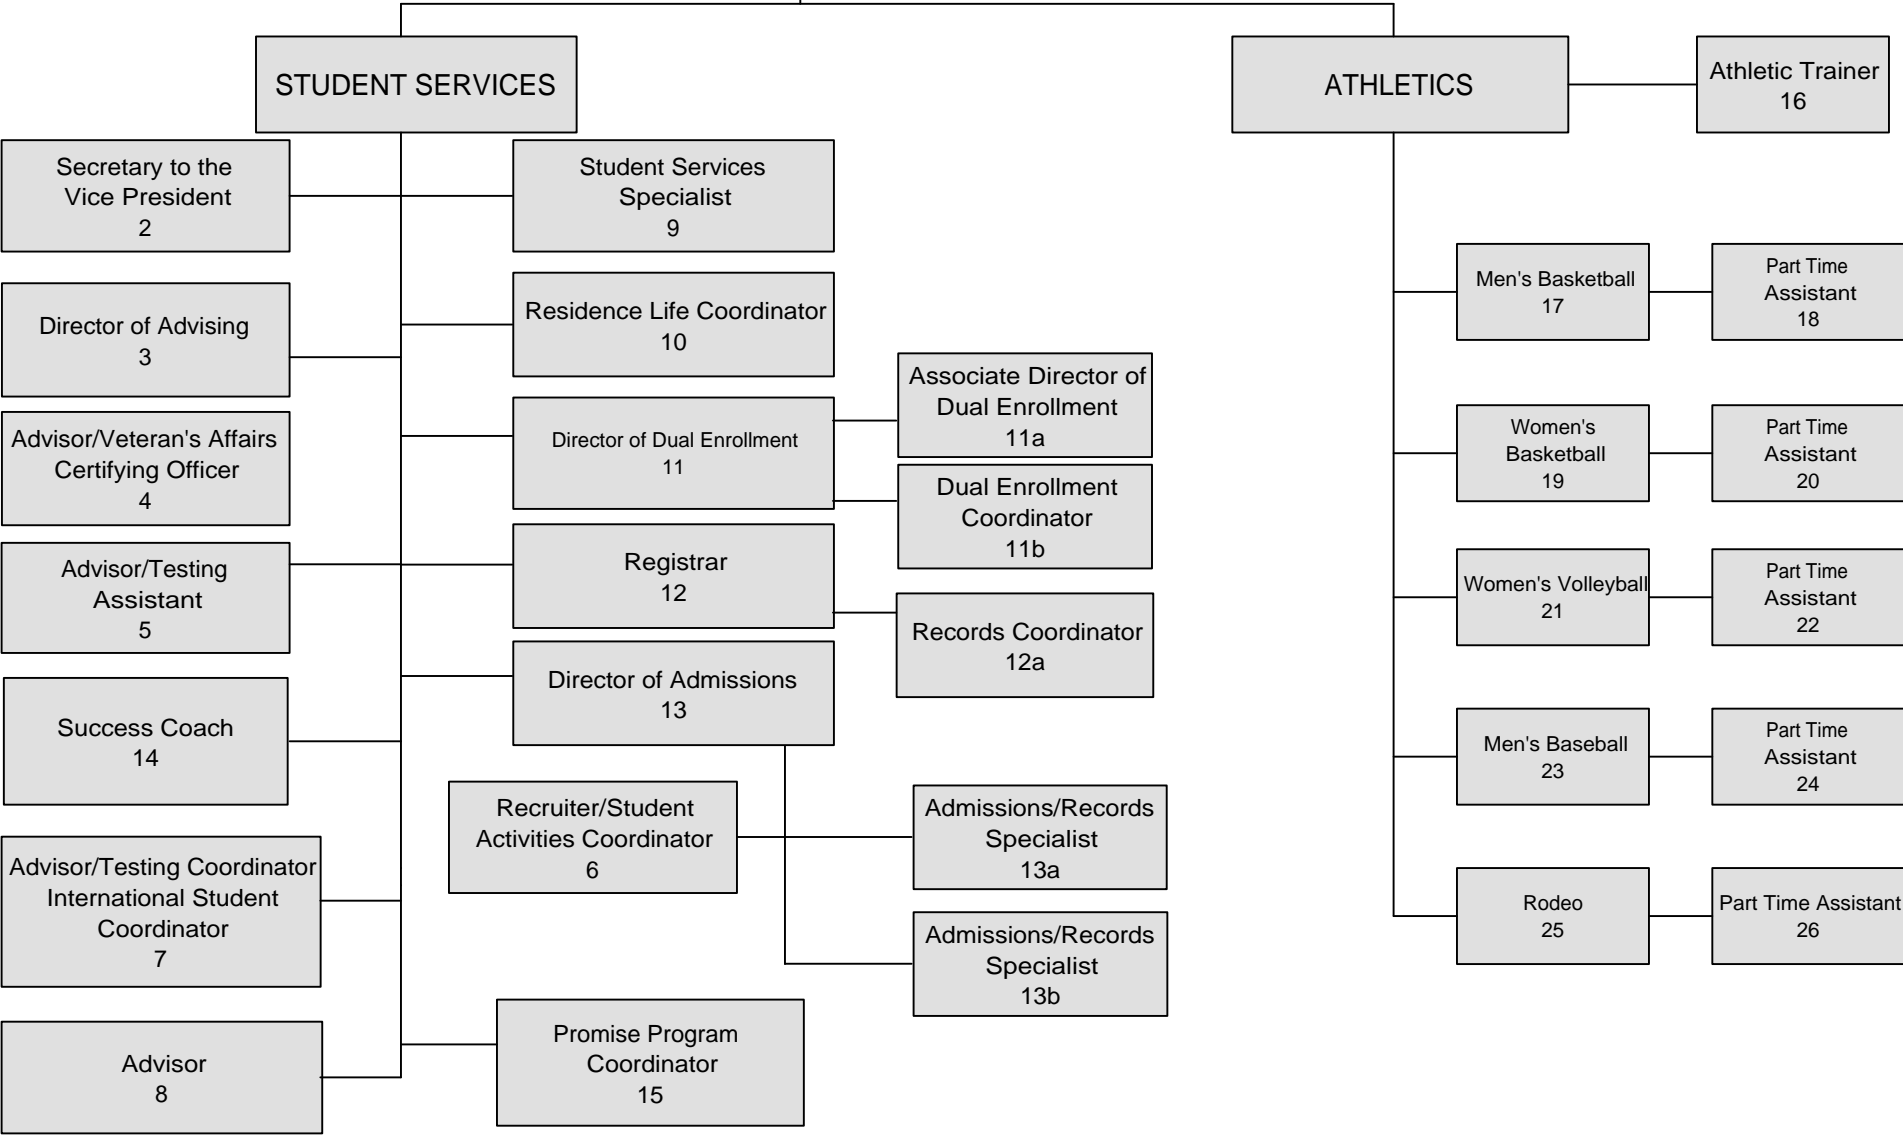 STUDENT SERVICES
ATHLETICS
Athletic Trainer
16
Secretary to the
Vice President
2
Student Services
Specialist
9
Director of Advising
3
Residence Life Coordinator
10
Advisor/Veteran's Affairs
Certifying Officer
4
Director of Dual Enrollment
11
Associate Director of
Dual Enrollment
11a
Dual Enrollment
Coordinator
11b
Advisor/Testing
Assistant
5
Registrar
12
Records Coordinator
12a
Success Coach
14
Director of Admissions
13
Recruiter/Student
Activities Coordinator
6
Admissions/Records
Specialist
13a
Admissions/Records
Specialist
13b
Advisor/Testing Coordinator
International Student
Coordinator
7
Advisor
8
Promise Program
Coordinator
15
Men's Basketball
17
Part Time
Assistant
18
Women's
Basketball
19
Part Time
Assistant
20
Women's Volleyball
21
Part Time
Assistant
22
Men's Baseball
23
Part Time
Assistant
24
Rodeo
25
Part Time Assistant
26